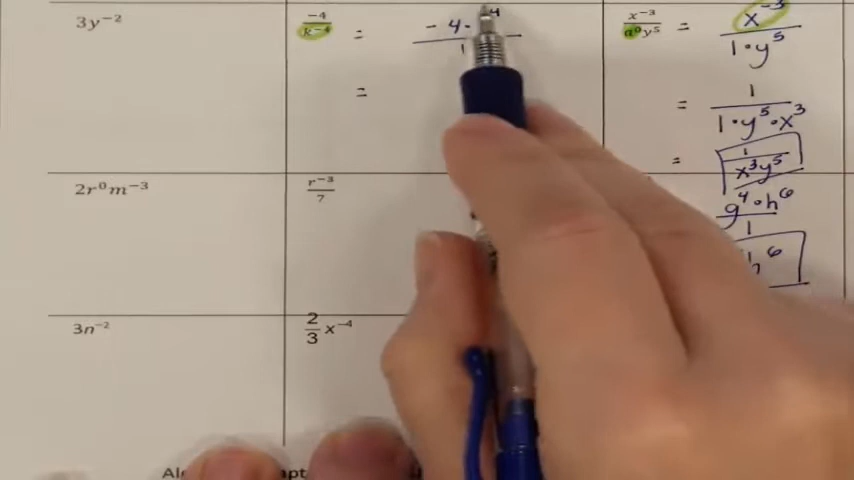 3y⁻² -4/k⁻⁴ = -4· ⁴/1 x⁻³/a⁰y⁵ = x⁻³/1·y⁵
= = 1/1·y⁵·x³
= 1/x³y⁵
2r⁰m⁻³ r⁻³/7 g⁴·h⁶/1
h⁶
3n⁻² 2/3 x⁻⁴